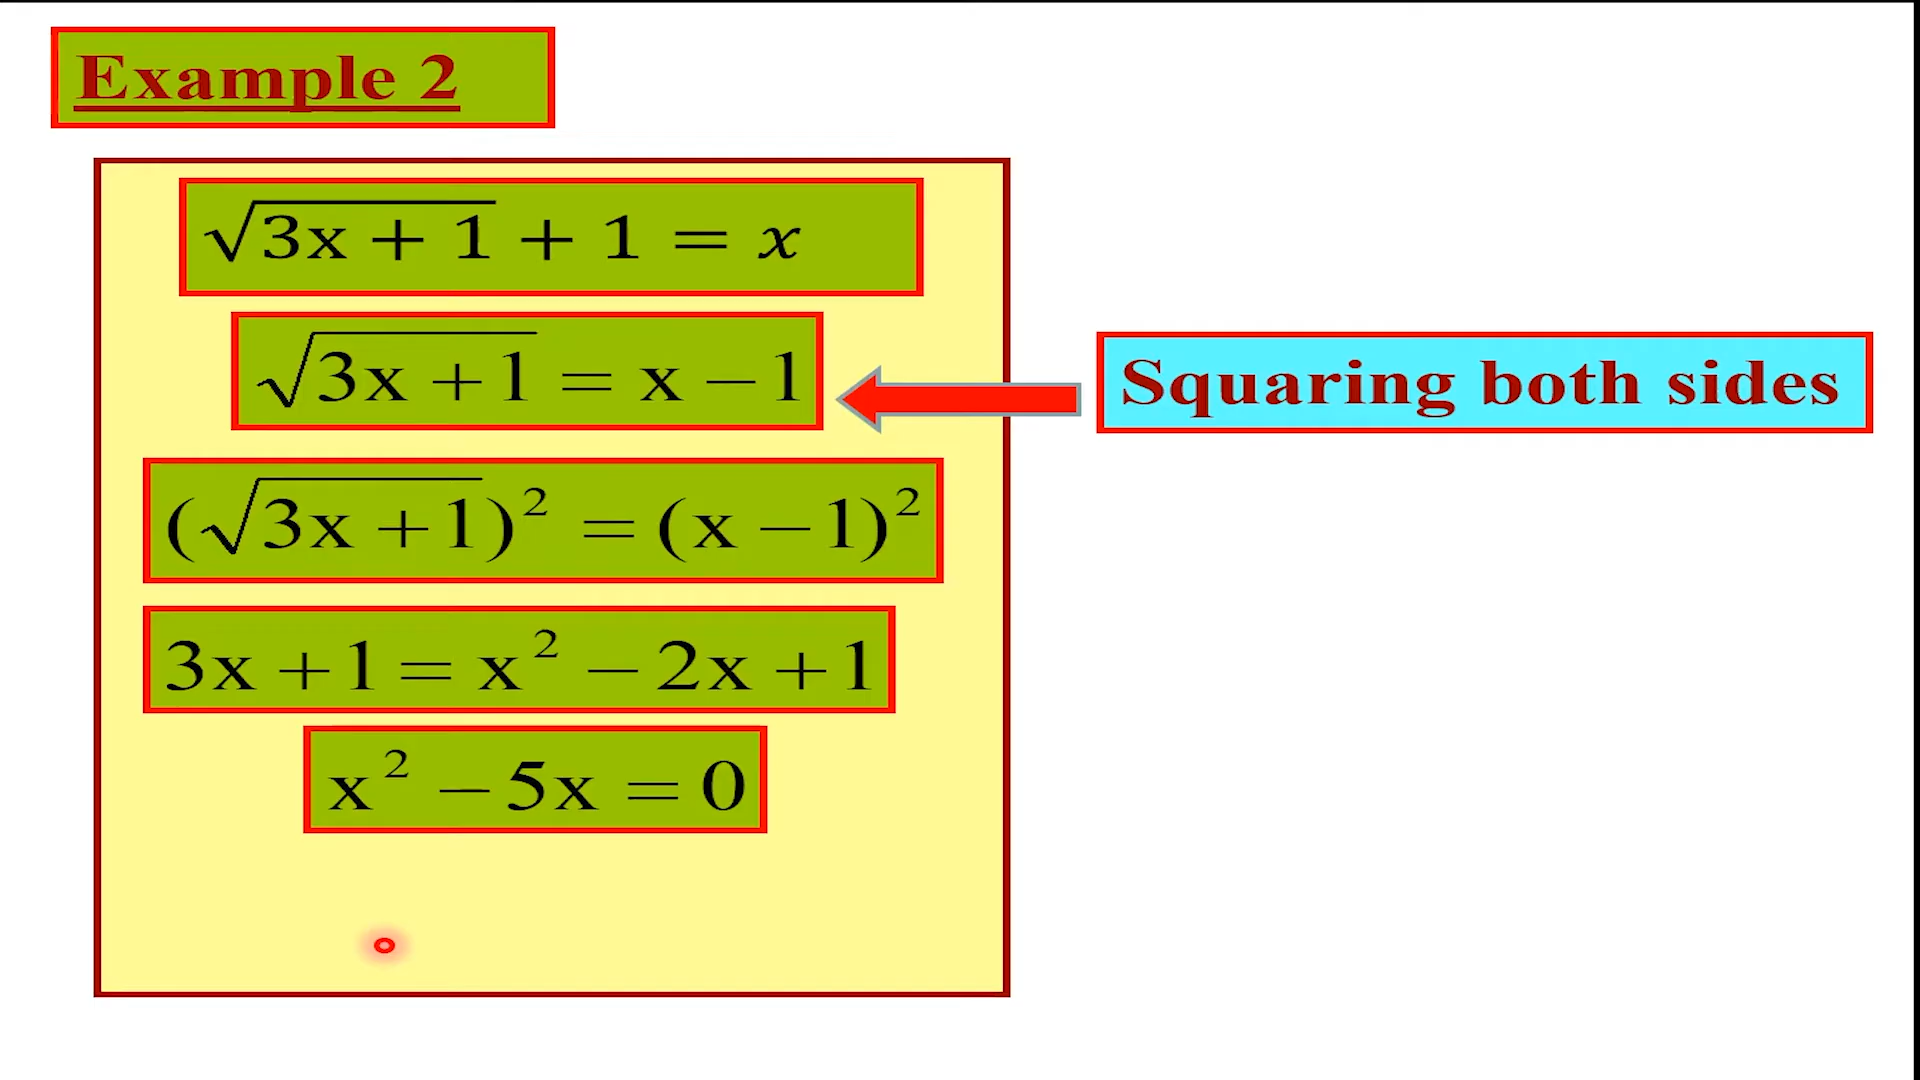 Example 2
√3x + 1 + 1 = x
√3x + 1 = x − 1
Squaring both sides
(√3x + 1)² = (x − 1)²
3x + 1 = x² − 2x + 1
x² − 5x = 0